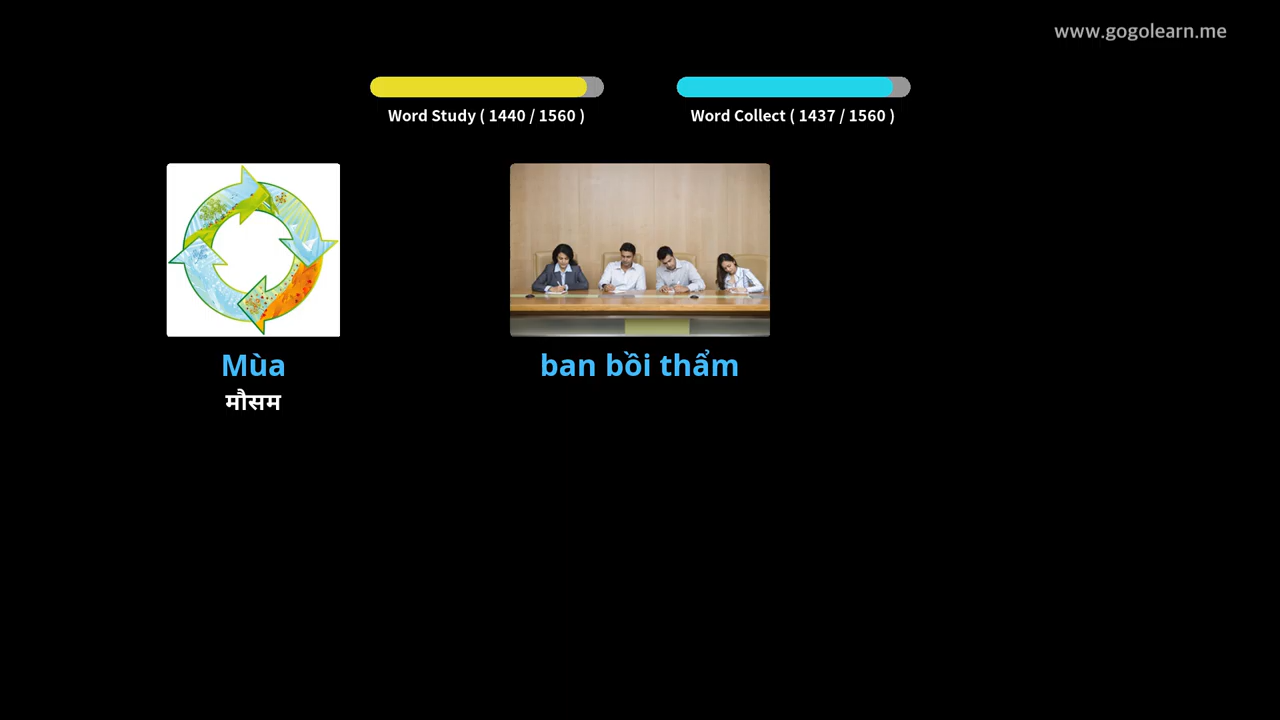 www.gogolearn.me
Word Study ( 1440 / 1560 )
Word Collect ( 1437 / 1560 )
Mùa
मौसम
ban bồi thẩm